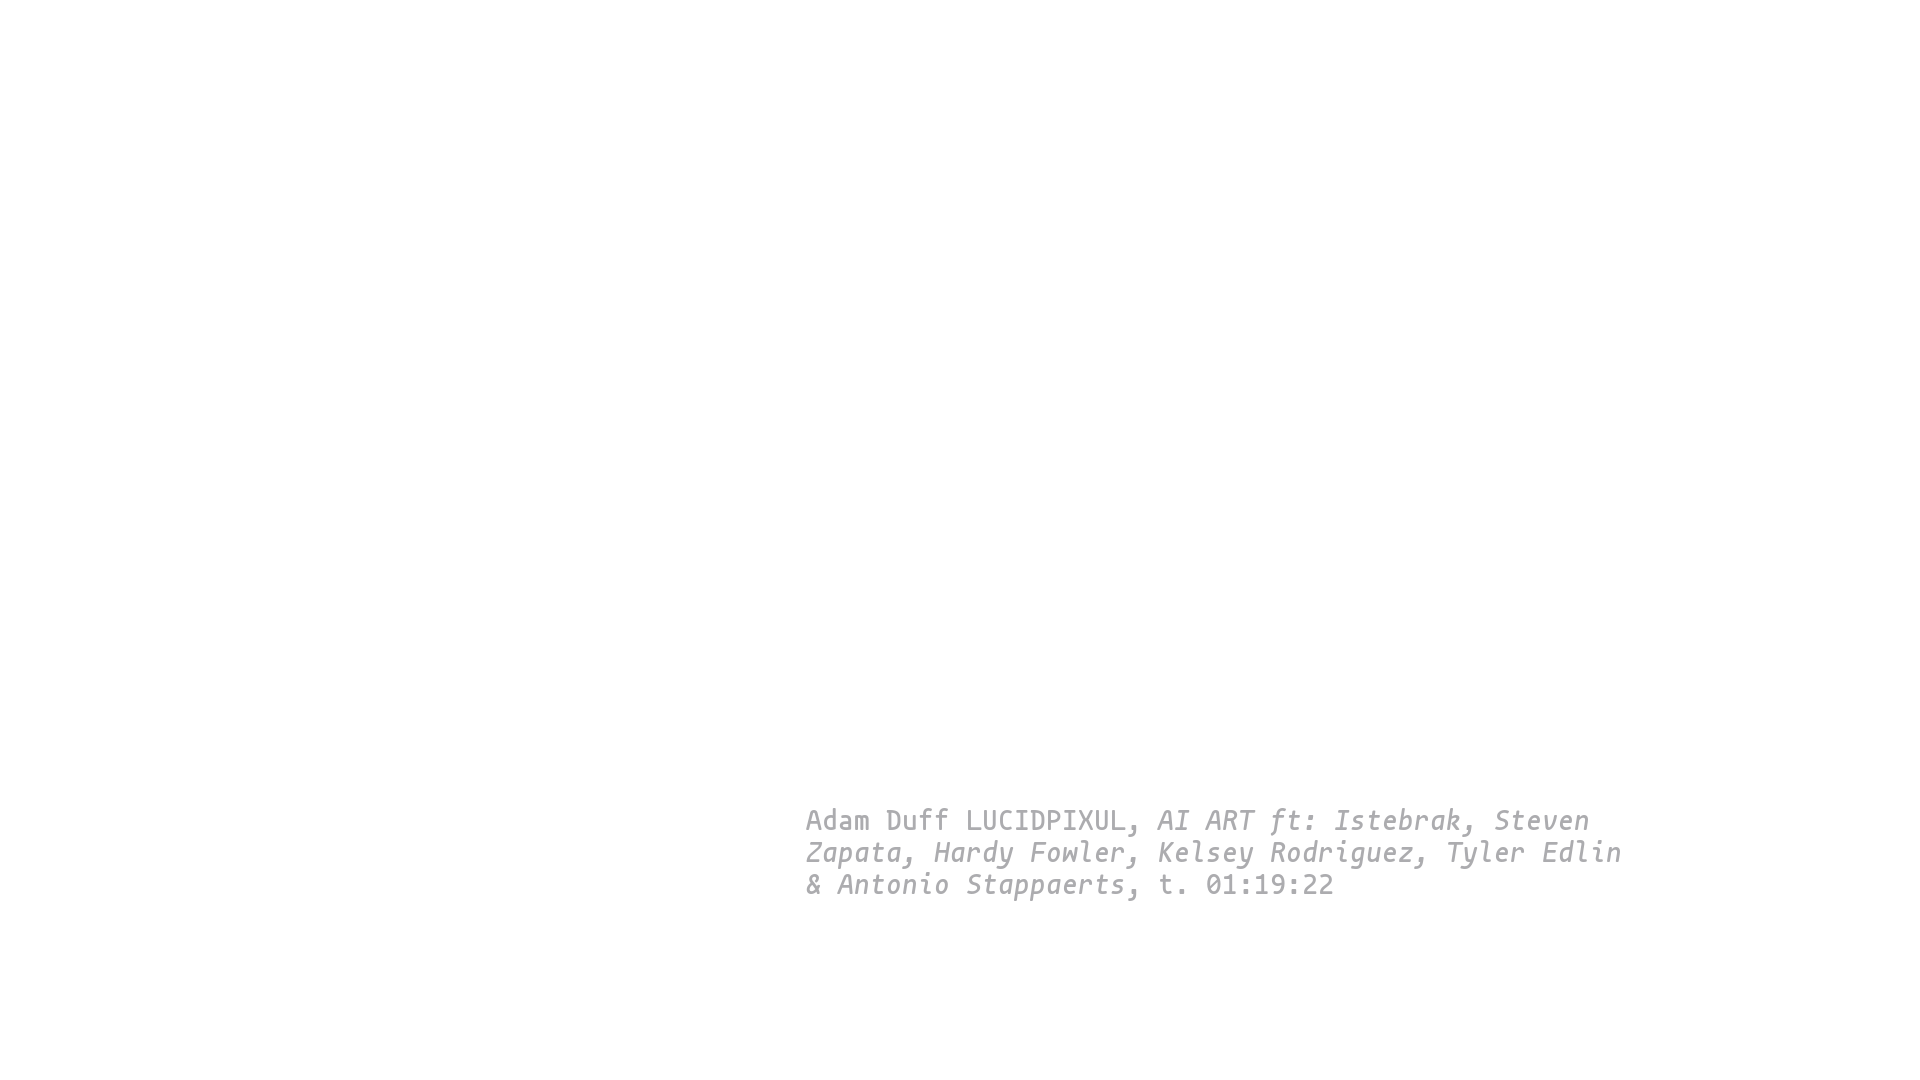 Adam Duff LUCIDPIXUL, AI ART ft: Istebrak, Steven
Zapata, Hardy Fowler, Kelsey Rodriguez, Tyler Edlin
& Antonio Stappaerts, t. 01:19:22